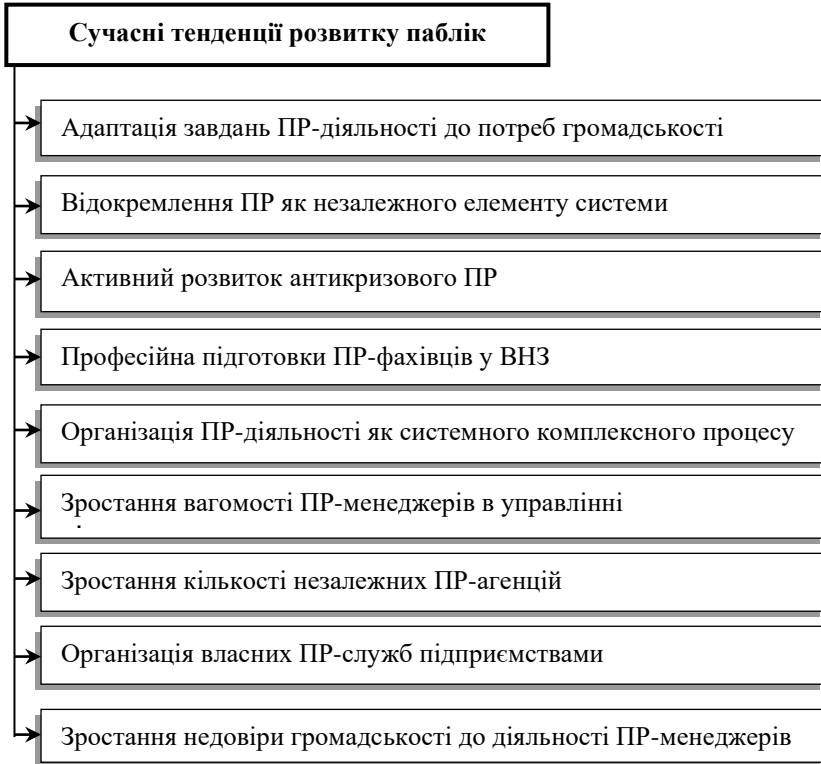 Сучасні тенденції розвитку паблік
Адаптація завдань ПР-діяльності до потреб громадськості
Відокремлення ПР як незалежного елементу системи
Активний розвиток антикризового ПР
Професійна підготовки ПР-фахівців у ВНЗ
Організація ПР-діяльності як системного комплексного процесу
Зростання вагомості ПР-менеджерів в управлінні
Зростання кількості незалежних ПР-агенцій
Організація власних ПР-служб підприємствами
Зростання недовіри громадськості до діяльності ПР-менеджерів